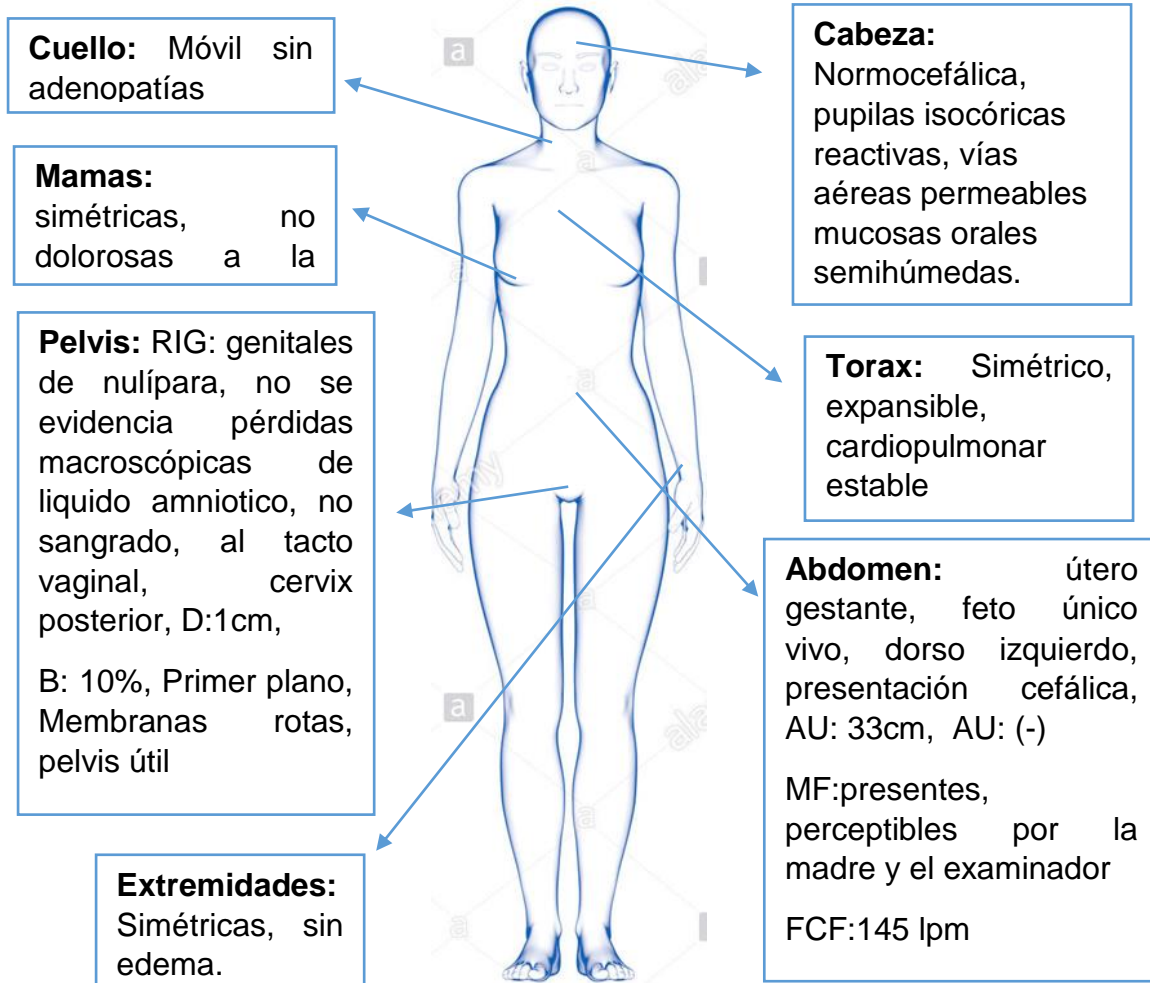 Cuello: Móvil sin
adenopatías
Mamas:
simétricas, no
dolorosas a la
Pelvis: RIG: genitales
de nulípara, no se
evidencia pérdidas
macroscópicas de
liquido amniotico, no
sangrado, al tacto
vaginal, cervix
posterior, D:1cm,
B: 10%, Primer plano,
Membranas rotas,
pelvis útil
Extremidades:
Simétricas, sin
edema.
Cabeza:
Normocefálica,
pupilas isocóricas
reactivas, vías
aéreas permeables
mucosas orales
semihúmedas.
Torax: Simétrico,
expansible,
cardiopulmonar
estable
Abdomen: útero
gestante, feto único
vivo, dorso izquierdo,
presentación cefálica,
AU: 33cm, AU: (-)
MF:presentes,
perceptibles por la
madre y el examinador
FCF:145 lpm
a
a